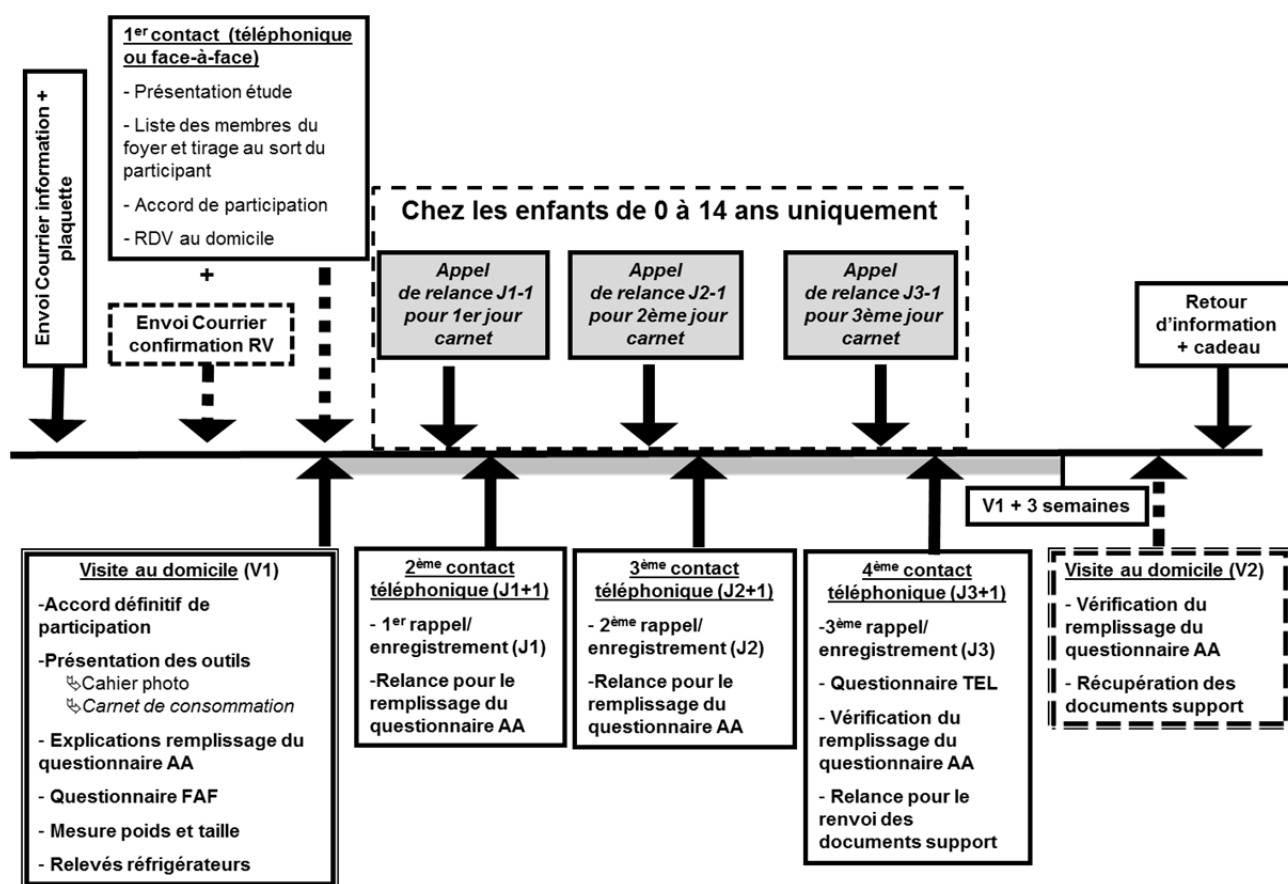 Envoi Courrier information +
plaquette
1er contact (téléphonique
ou face-à-face)
- Présentation étude
- Liste des membres du
foyer et tirage au sort du
participant
- Accord de participation
- RDV au domicile
+
Envoi Courrier
confirmation RV
Chez les enfants de 0 à 14 ans uniquement
Appel
de relance J1-1
pour 1er jour
carnet
Appel
de relance J2-1
pour 2ème jour
carnet
Appel
de relance J3-1
pour 3ème jour
carnet
Retour
d'information
+ cadeau
V1 + 3 semaines
Visite au domicile (V1)
-Accord définitif de
participation
-Présentation des outils
Cahier photo
Carnet de consommation
- Explications remplissage du
questionnaire AA
- Questionnaire FAF
- Mesure poids et taille
- Relevés réfrigérateurs
2ème contact
téléphonique (J1+1)
- 1er rappel/
enregistrement (J1)
-Relance pour le
remplissage du
questionnaire AA
3ème contact
téléphonique (J2+1)
- 2ème rappel/
enregistrement (J2)
-Relance pour le
remplissage du
questionnaire AA
4ème contact
téléphonique (J3+1)
-3ème rappel/
enregistrement (J3)
- Questionnaire TEL
- Vérification du
remplissage du
questionnaire AA
- Relance pour le
renvoi des
documents support
Visite au domicile (V2)
- Vérification du
remplissage du
questionnaire AA
- Récupération des
documents support